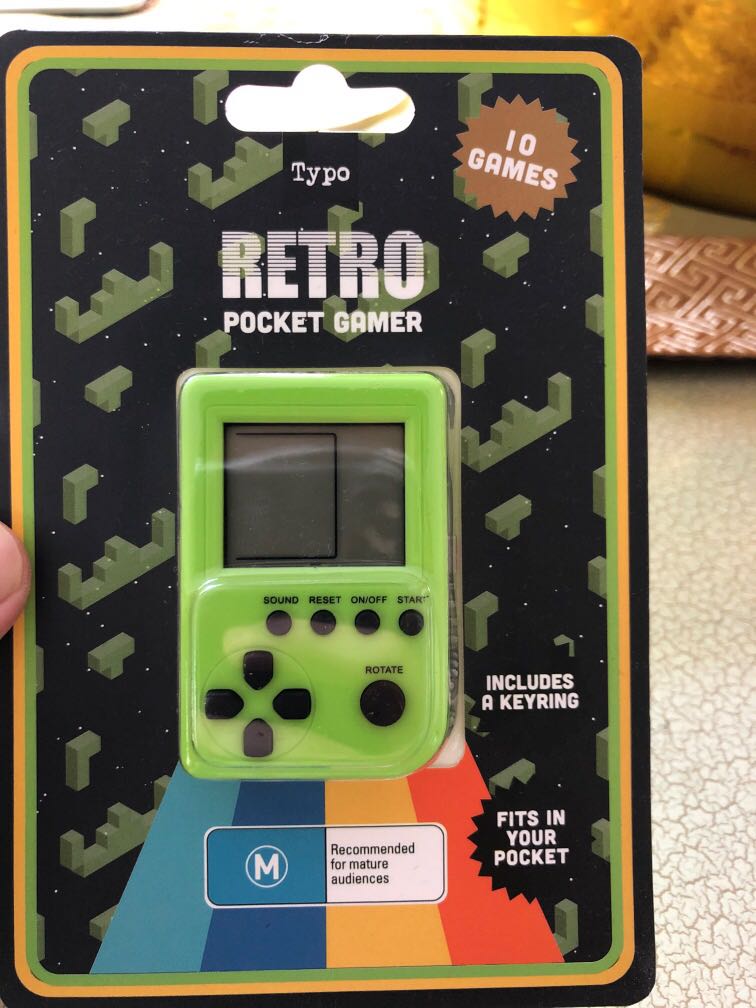 10
GAMES
Typo
RETRO
POCKET GAMER
SOUND RESET ON/OFF START
ROTATE
INCLUDES
A KEYRING
FITS IN
YOUR
POCKET
M
Recommended
for mature
audiences